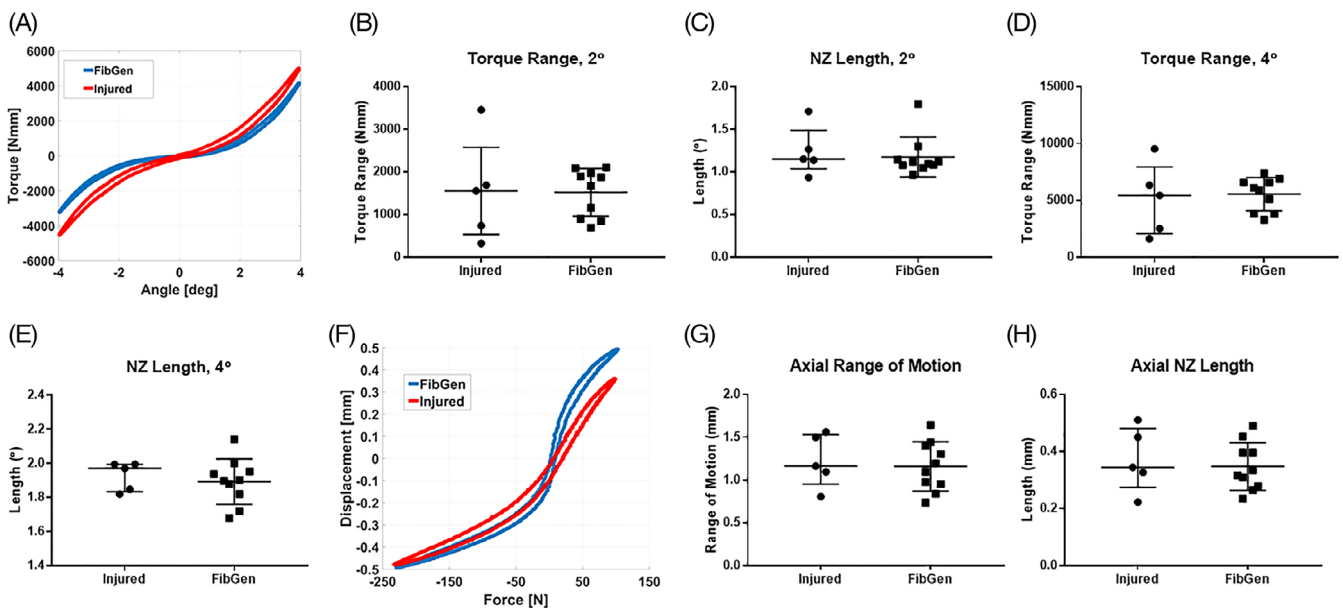 (A)
6000
4000
2000
0
-2000
-4000
-6000
Torque [Nmm]
FibGen
Injured
-4
-2
0
2
4
Angle [deg]
(B)
Torque Range, 2°
4000
3000
2000
1000
0
Torque Range (Nmm)
Injured
FibGen
(C)
NZ Length, 2°
2.0
1.5
1.0
0.5
0.0
Length (°)
Injured
FibGen
(D)
Torque Range, 4°
15000
10000
5000
0
Torque Range (Nmm)
Injured
FibGen
(E)
NZ Length, 4°
2.4
2.2
2.0
1.8
1.6
1.4
Length (°)
Injured
FibGen
(F)
0.5
0.4
0.3
0.2
0.1
0
-0.1
-0.2
-0.3
-0.4
-0.5
Displacement [mm]
FibGen
Injured
-250
-150
-50
50
150
Force [N]
(G)
Axial Range of Motion
2.0
1.5
1.0
0.5
0.0
Range of Motion (mm)
Injured
FibGen
(H)
Axial NZ Length
0.6
0.4
0.2
0.0
Length (mm)
Injured
FibGen